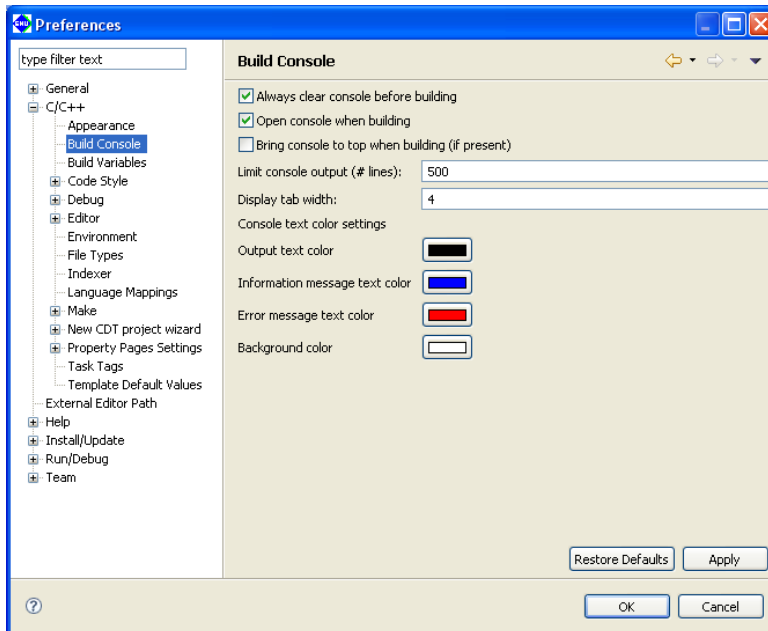 GNU Preferences
type filter text
General
C/C++
Appearance
Build Console
Build Variables
Code Style
Debug
Editor
Environment
File Types
Indexer
Language Mappings
Make
New CDT project wizard
Property Pages Settings
Task Tags
Template Default Values
External Editor Path
Help
Install/Update
Run/Debug
Team
Build Console
Always clear console before building
Open console when building
Bring console to top when building (if present)
Limit console output (# lines): 500
Display tab width: 4
Console text color settings
Output text color
Information message text color
Error message text color
Background color
Restore Defaults Apply
? OK Cancel